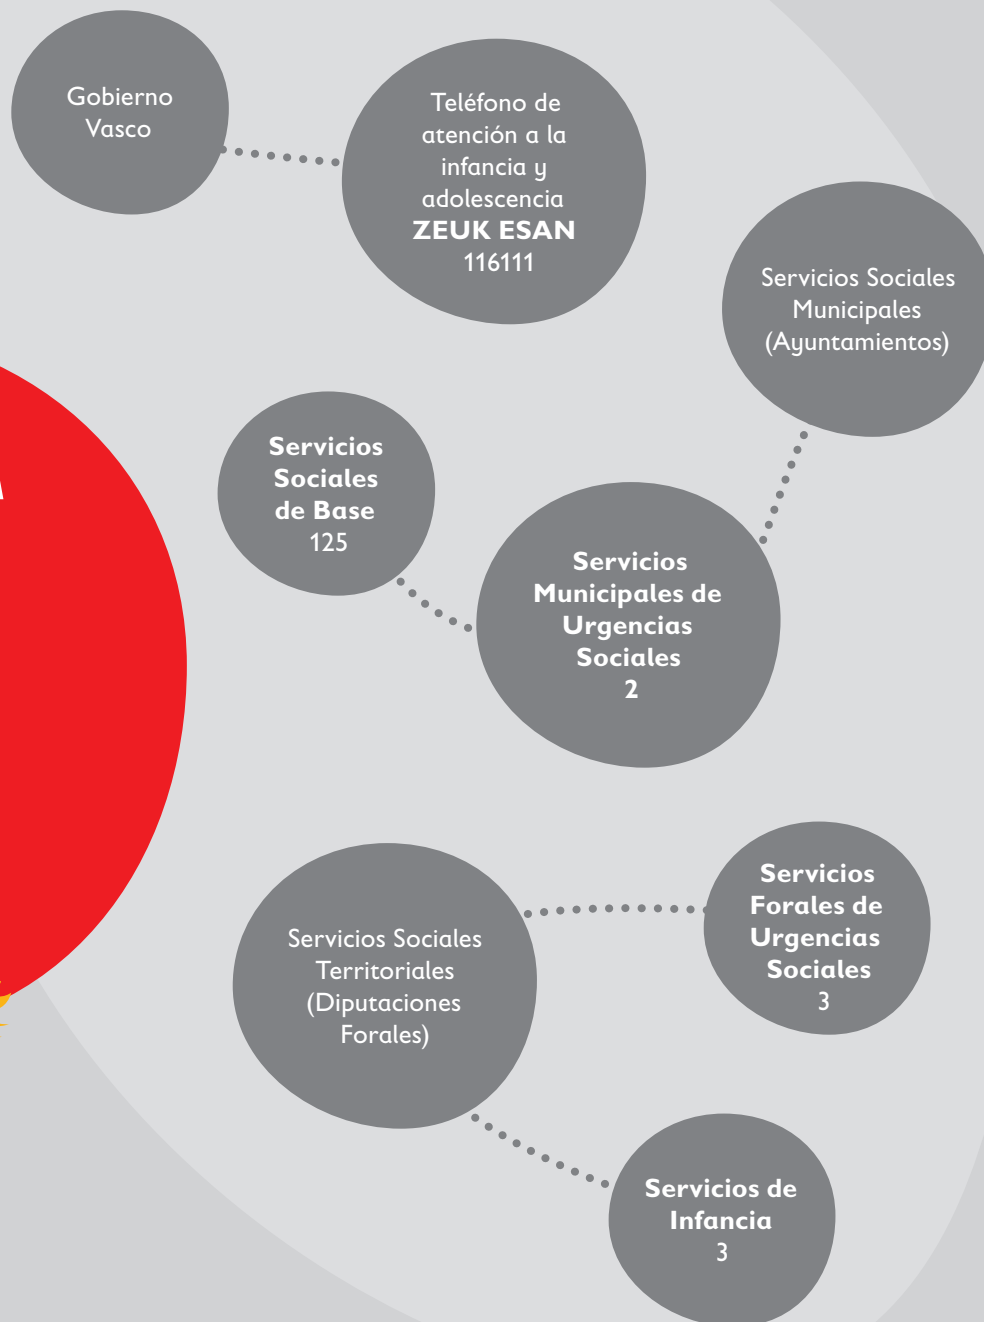 Gobierno
Vasco
Teléfono de
atención a la
infancia y
adolescencia
ZEUK ESAN
116111
Servicios Sociales
Municipales
(Ayuntamientos)
Servicios
Sociales
de Base
125
Servicios
Municipales de
Urgencias
Sociales
2
Servicios Sociales
Territoriales
(Diputaciones
Forales)
Servicios
Forales de
Urgencias
Sociales
3
Servicios de
Infancia
3